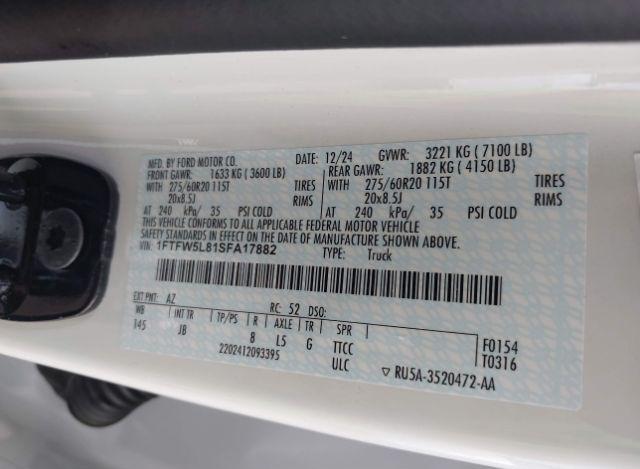 MFD. BY FORD MOTOR CO. DATE: 12/24 GVWR: 3221 KG ( 7100 LB)
FRONT GAWR: 1633 KG ( 3600 LB) REAR GAWR: 1882 KG ( 4150 LB)
WITH 275/60R20 115T TIRES WITH 275/60R20 115T TIRES
20x8.5J RIMS 20x8.5J RIMS
AT 240 kPa/ 35 PSI COLD AT 240 kPa/ 35 PSI COLD
THIS VEHICLE CONFORMS TO ALL APPLICABLE FEDERAL MOTOR VEHICLE
SAFETY STANDARDS IN EFFECT ON THE DATE OF MANUFACTURE SHOWN ABOVE.
VIN: 1FTFW5L81SFA17882 TYPE: Truck
EXT PNT: AZ RC: 52 DSO:
WB INT TR TP/PS R AXLE TR SPR
145 JB 8 L5 G TTCC
2202412093395 ULC
F0154
T0316
▽ RU5A-3520472-AA